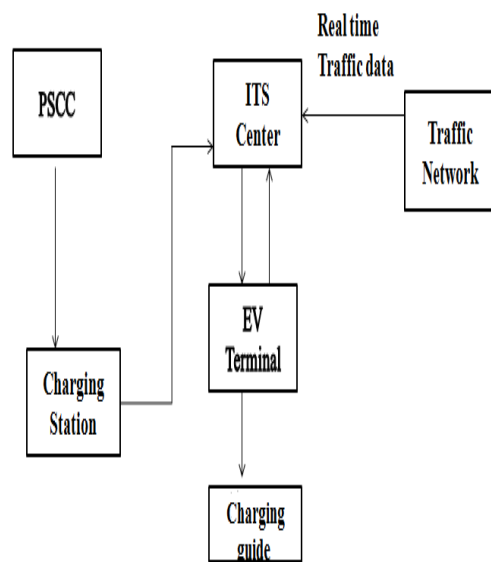 Real time
Traffic data
PSCC
ITS
Center
Traffic
Network
EV
Terminal
Charging
Station
Charging
guide